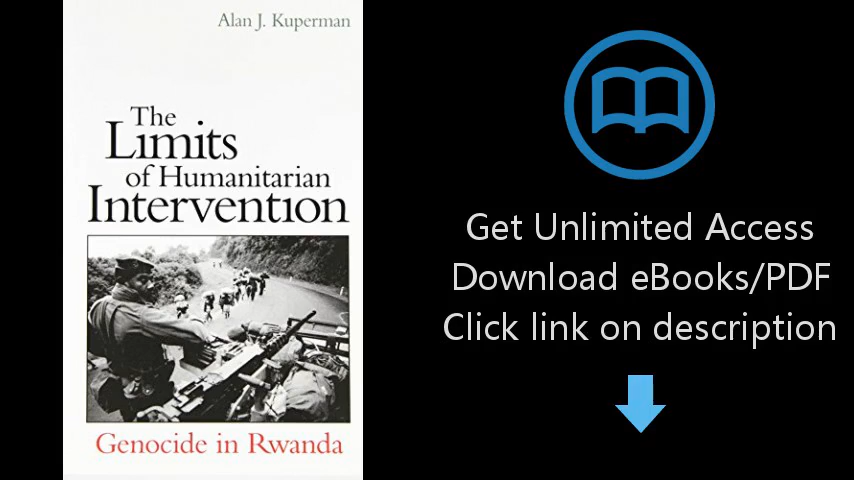 Alan J. Kuperman
The
Limits
of Humanitarian
Intervention
Genocide in Rwanda
Get Unlimited Access
Download eBooks/PDF
Click link on description